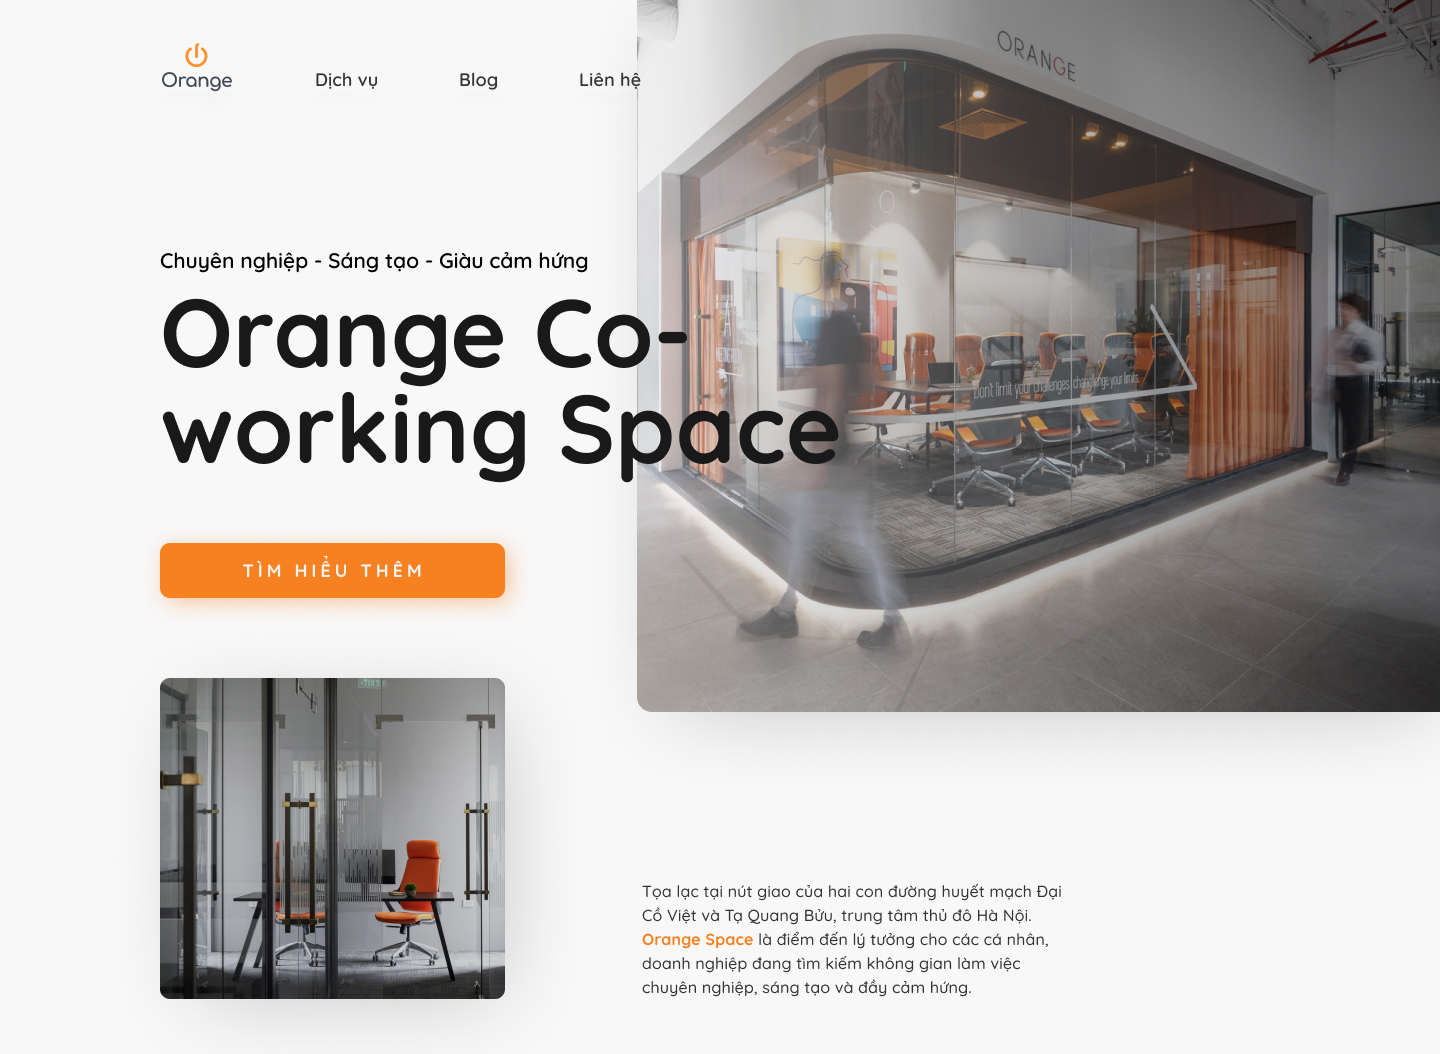 Orange
Dịch vụ
Blog
Liên hệ
ORANGE
Chuyên nghiệp - Sáng tạo - Giàu cảm hứng
Orange Co-
working Space
Don't limit your challenges, challenge your limits.
TÌM HIỂU THÊM
EXIT
Tọa lạc tại nút giao của hai con đường huyết mạch Đại
Cồ Việt và Tạ Quang Bửu, trung tâm thủ đô Hà Nội.
Orange Space là điểm đến lý tưởng cho các cá nhân,
doanh nghiệp đang tìm kiếm không gian làm việc
chuyên nghiệp, sáng tạo và đầy cảm hứng.